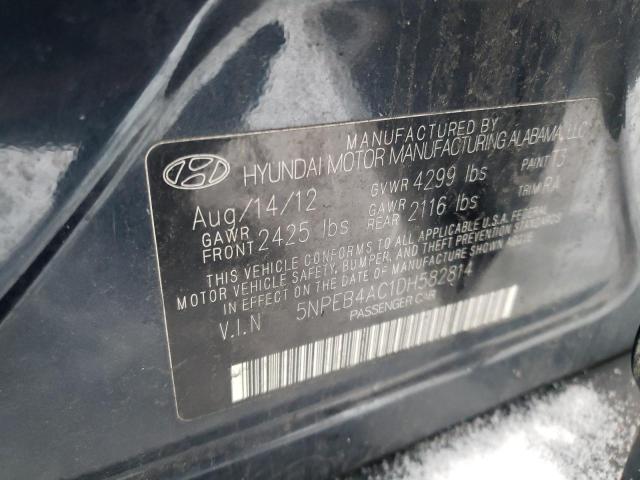 MANUFACTURED BY
HYUNDAI MOTOR MANUFACTURING ALABAMA, LLC
Aug/14/12 GVWR 4299 lbs PAINT T5
GAWR FRONT 2425 lbs GAWR REAR 2116 lbs TRIM RA
THIS VEHICLE CONFORMS TO ALL APPLICABLE U.S.A. FEDERAL
MOTOR VEHICLE SAFETY, BUMPER, AND THEFT PREVENTION
STANDARDS IN EFFECT ON THE DATE OF MANUFACTURE SHOWN ABOVE.
V.I.N 5NPEB4AC1DH582814
PASSENGER CAR